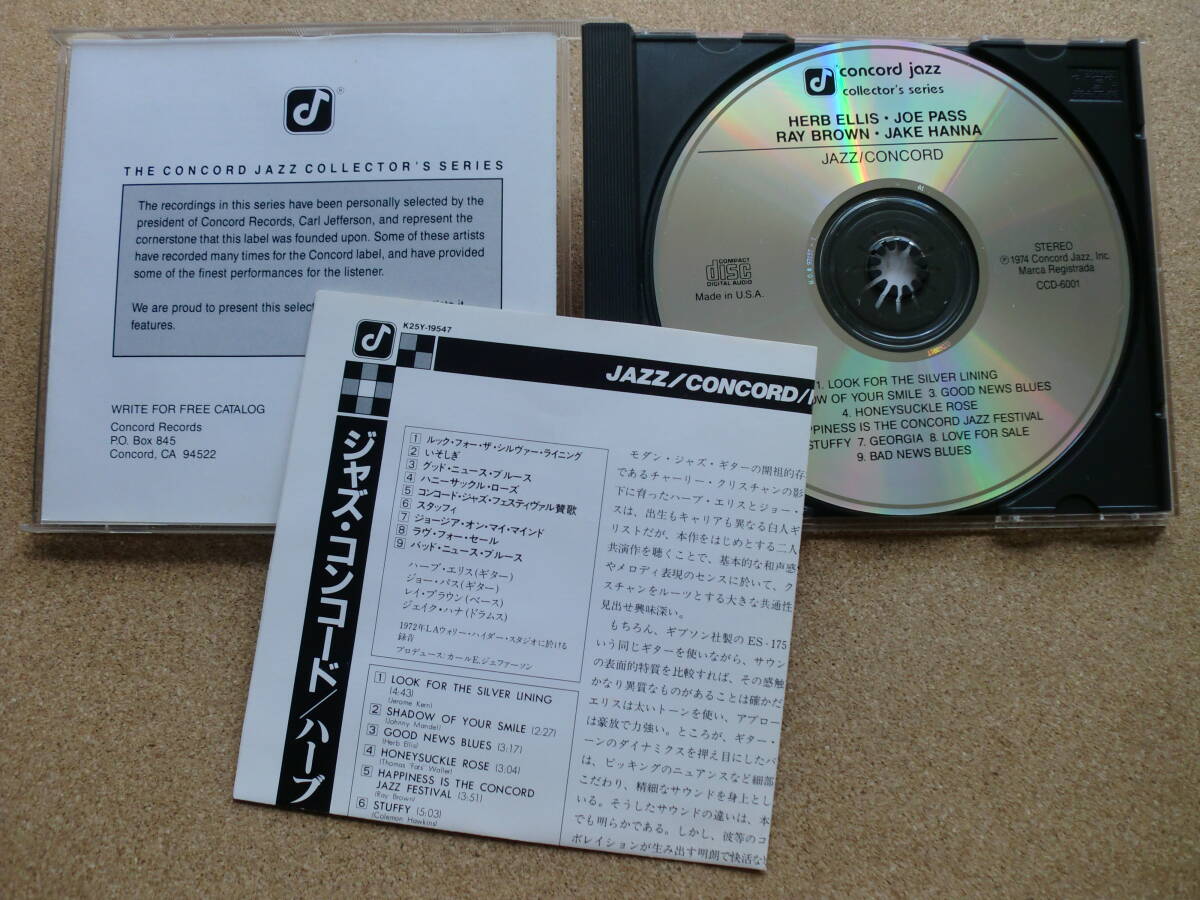 THE CONCORD JAZZ COLLECTOR'S SERIES
The recordings in this series have been personally selected by the
president of Concord Records, Carl Jefferson, and represent the
cornerstone that this label was founded upon. Some of these artists
have recorded many times for the Concord label, and have provided
some of the finest performances for the listener.
We are proud to present this select
features.
WRITE FOR FREE CATALOG
Concord Records
P.O. Box 845
Concord, CA 94522
concord jazz
collector's series
HERB ELLIS · JOE PASS
RAY BROWN · JAKE HANNA
JAZZ/CONCORD
COMPACT
disc
DIGITAL AUDIO
Made in U.S.A.
STEREO
℗1974 Concord Jazz, Inc.
Marca Registrada
CCD-6001
1. LOOK FOR THE SILVER LINING
OW OF YOUR SMILE 3. GOOD NEWS BLUES
4. HONEYSUCKLE ROSE
PPINESS IS THE CONCORD JAZZ FESTIVAL
STUFFY 7. GEORGIA 8. LOVE FOR SALE
9. BAD NEWS BLUES
K25Y-19547
JAZZ/CONCORD/
ジャズ・コンコード/ハーブ
1 ルック・フォー・ザ・シルヴァー・ライニング
2 いそしぎ
3 グッド・ニュース・ブルース
4 ハニーサックル・ローズ
5 コンコード・ジャズ・フェスティヴァル賛歌
6 スタッフィ
7 ジョージア・オン・マイ・マインド
8 ラヴ・フォー・セール
9 バッド・ニュース・ブルース
ハーブ・エリス(ギター)
ジョー・パス(ギター)
レイ・ブラウン(ベース)
ジェイク・ハナ(ドラムス)
1972年LAウォリー・ハイダー・スタジオに於ける
録音
プロデュース:カールE.ジェファーソン
1 LOOK FOR THE SILVER LINING
(4:43)
(Jerome Kern)
2 SHADOW OF YOUR SMILE (2:27)
(Johnny Mandel)
3 GOOD NEWS BLUES (3:17)
(Herb Ellis)
4 HONEYSUCKLE ROSE (3:04)
(Thomas "Fats" Waller)
5 HAPPINESS IS THE CONCORD
JAZZ FESTIVAL (3:51)
(Ray Brown)
6 STUFFY (5:03)
(Coleman Hawkins)
モダン・ジャズ・ギターの開祖的存
であるチャーリー・クリスチャンの影
下に育ったハーブ・エリスとジョー・
スは、出生もキャリアも異なる白人ギ
リストだが、本作をはじめとする二人
共演作を聴くことで、基本的な和声感
やメロディ表現のセンスに於いて、ク
スチャンをルーツとする大きな共通性
見出せ興味深い。
もちろん、ギブソン社製のES-175
いう同じギターを使いながら、サウン
の表面的特質を比較すれば、その感触
かなり異質なものがあることは確かだ
エリスは太いトーンを使い、アプロー
は豪放で力強い。ところが、ギター・
ーンのダイナミクスを押え目にしたパ
は、ピッキングのニュアンスなど細部
こだわり、精細なサウンドを身上とし
いる。そうしたサウンドの違いは、本
でも明らかである。しかし、彼等のコ
ボレイションが生み出す明朗で快活な